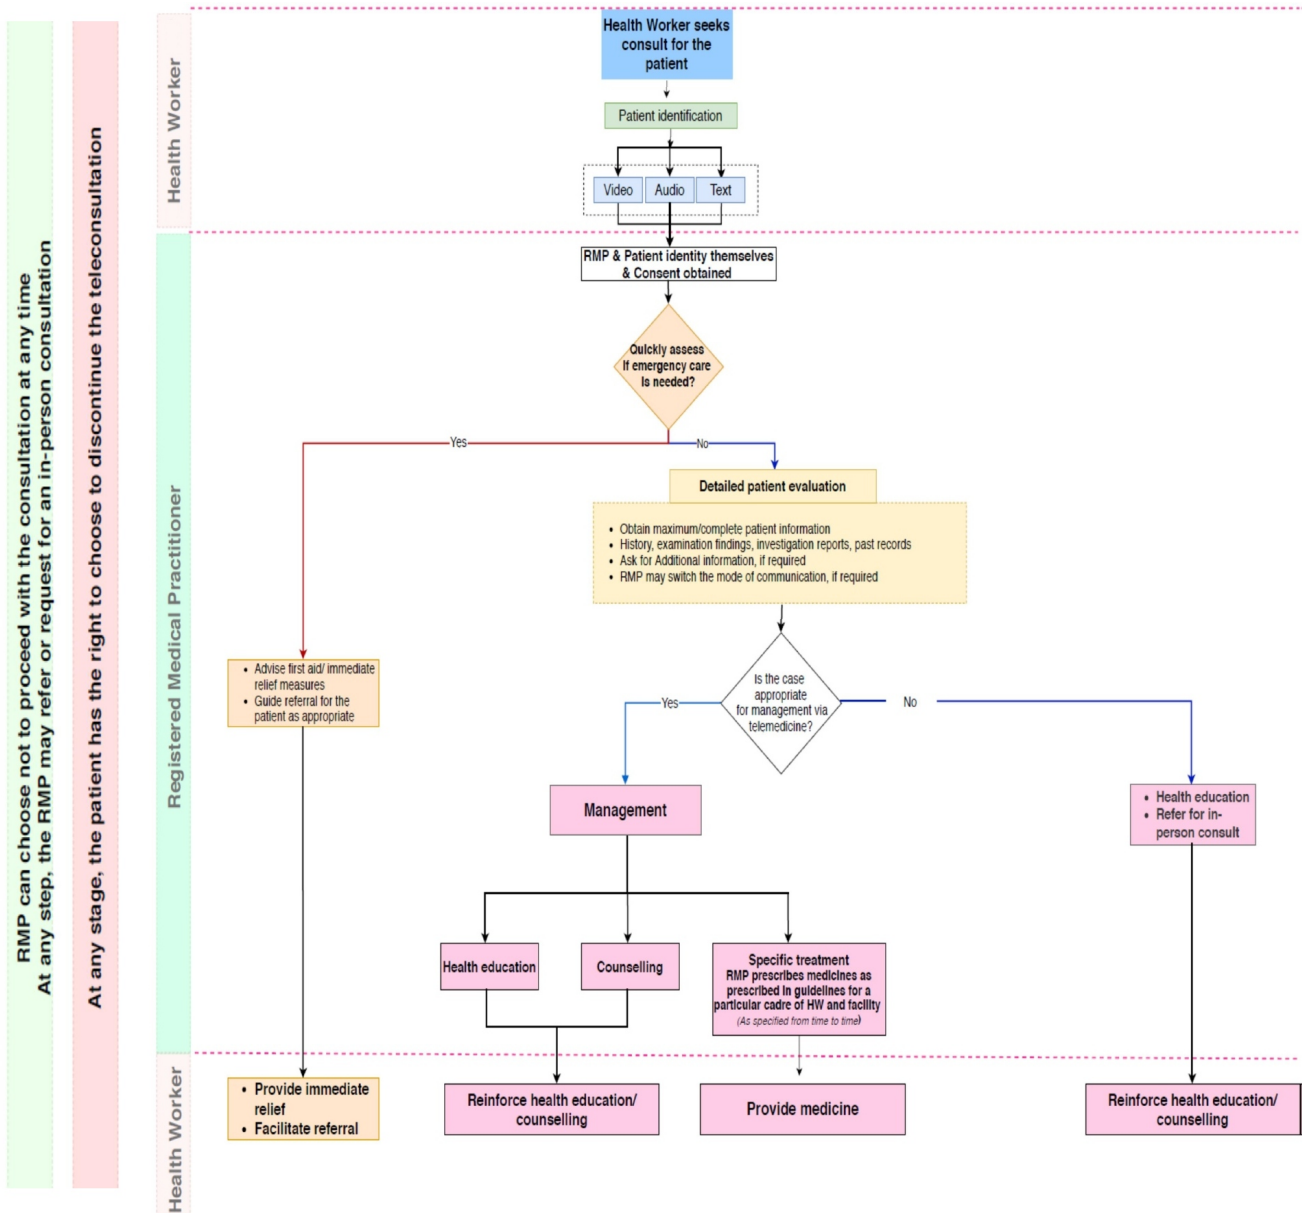 RMP can choose not to proceed with the consultation at any time
At any step, the RMP may refer or request for an in-person consultation
At any stage, the patient has the right to choose to discontinue the teleconsultation
Health Worker
Health Worker seeks
consult for the
patient
Patient identification
Video
Audio
Text
Registered Medical Practitioner
RMP & Patient identity themselves
& Consent obtained
Quickly assess
if emergency care
Is needed?
Yes
No
Detailed patient evaluation
• Obtain maximum/complete patient information
• History, examination findings, investigation reports, past records
• Ask for Additional information, if required
• RMP may switch the mode of communication, if required
• Advise first aid/ immediate
relief measures
• Guide referral for the
patient as appropriate
Is the case
appropriate
for management via
telemedicine?
Yes
No
Management
• Health education
• Refer for in-
person consult
Health education
Counselling
Specific treatment
RMP prescribes medicines as
prescribed in guidelines for a
particular cadre of HW and facility
(As specified from time to time)
Health Worker
• Provide immediate
relief
• Facilitate referral
Reinforce health education/
counselling
Provide medicine
Reinforce health education/
counselling